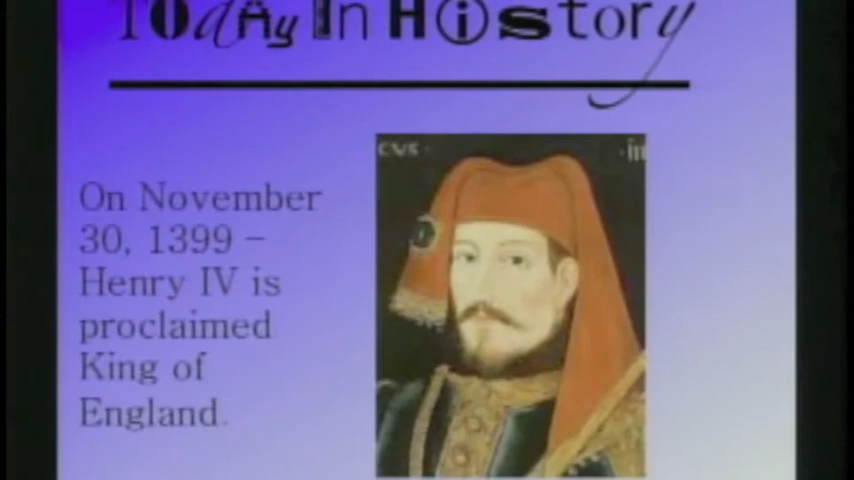 Today In History
On November
30, 1399 –
Henry IV is
proclaimed
King of
England.